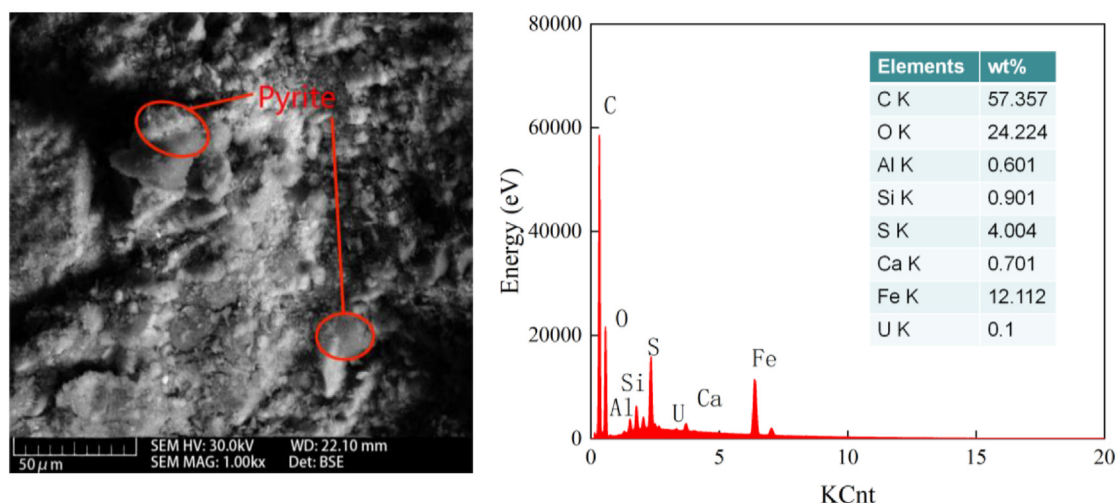 Pyrite
50μm
SEM HV: 30.0kV WD: 22.10 mm
SEM MAG: 1.00kx Det: BSE
80000
60000
40000
20000
0
Energy (eV)
C
O
Al
Si
S
U
Ca
Fe
0 5 10 15 20
KCnt
Elements wt%
C K 57.357
O K 24.224
Al K 0.601
Si K 0.901
S K 4.004
Ca K 0.701
Fe K 12.112
U K 0.1